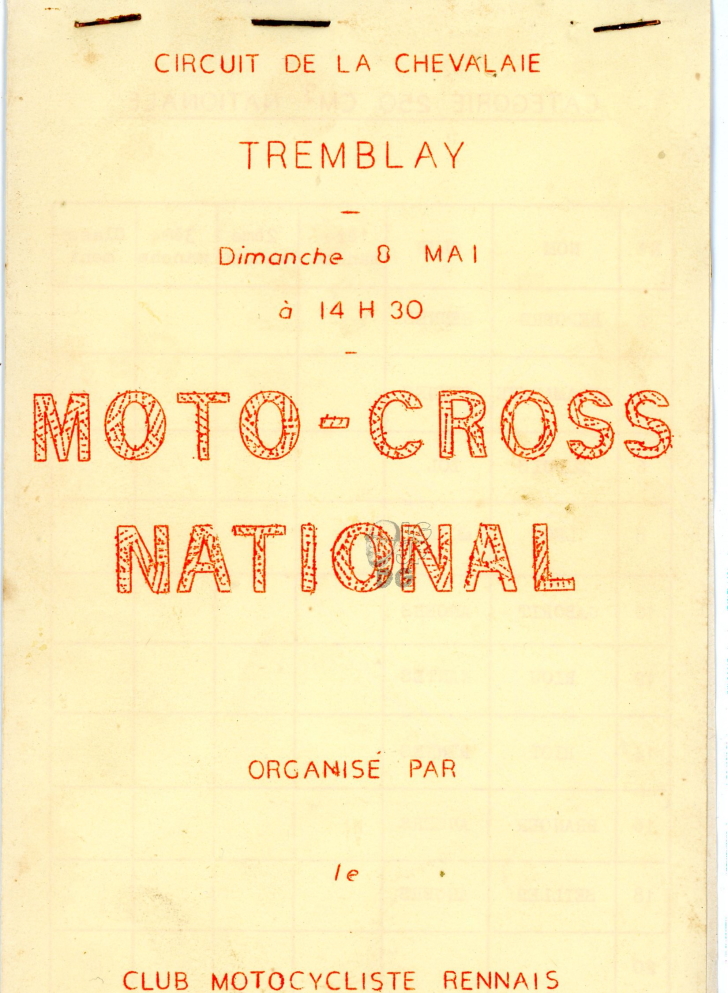 CIRCUIT DE LA CHEVALAIE
TREMBLAY
–
Dimanche 8 MAI
à 14 H 30
–
MOTO-CROSS
NATIONAL
ORGANISÉ PAR
le
CLUB MOTOCYCLISTE RENNAIS